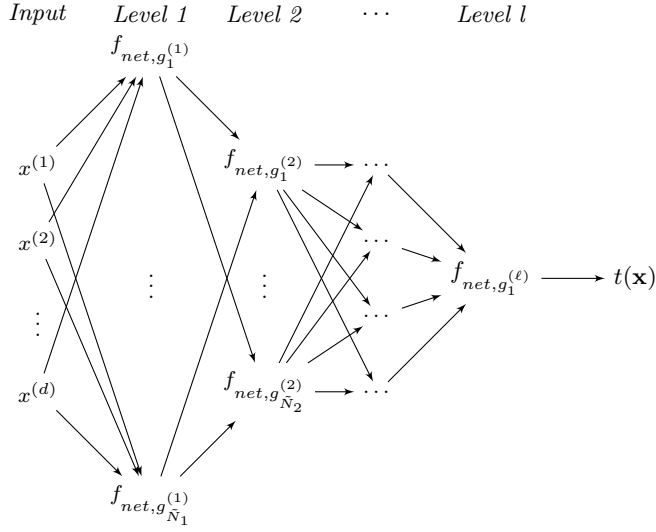 Input Level 1 Level 2 ⋯ Level l
f_{net,g_1^{(1)}}
x^{(1)} f_{net,g_1^{(2)}} ⋯
x^{(2)} ⋯
⋮ ⋮ f_{net,g_1^{(ℓ)}} t(𝐱)
⋮ ⋯
x^{(d)} f_{net,g_{Ñ_2}^{(2)}} ⋯
f_{net,g_{Ñ_1}^{(1)}}